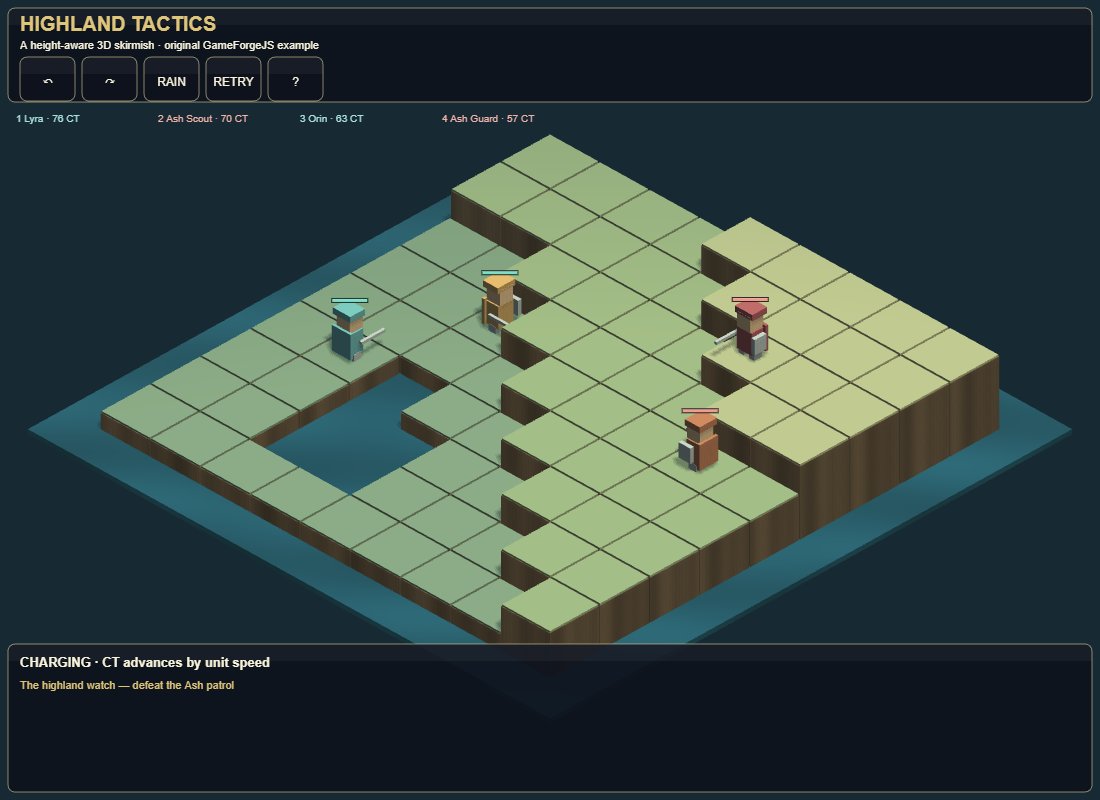 HIGHLAND TACTICS
A height-aware 3D skirmish · original GameForgeJS example
↶ ↷ RAIN RETRY ?
1 Lyra · 76 CT 2 Ash Scout · 70 CT 3 Orin · 63 CT 4 Ash Guard · 57 CT
CHARGING · CT advances by unit speed
The highland watch — defeat the Ash patrol